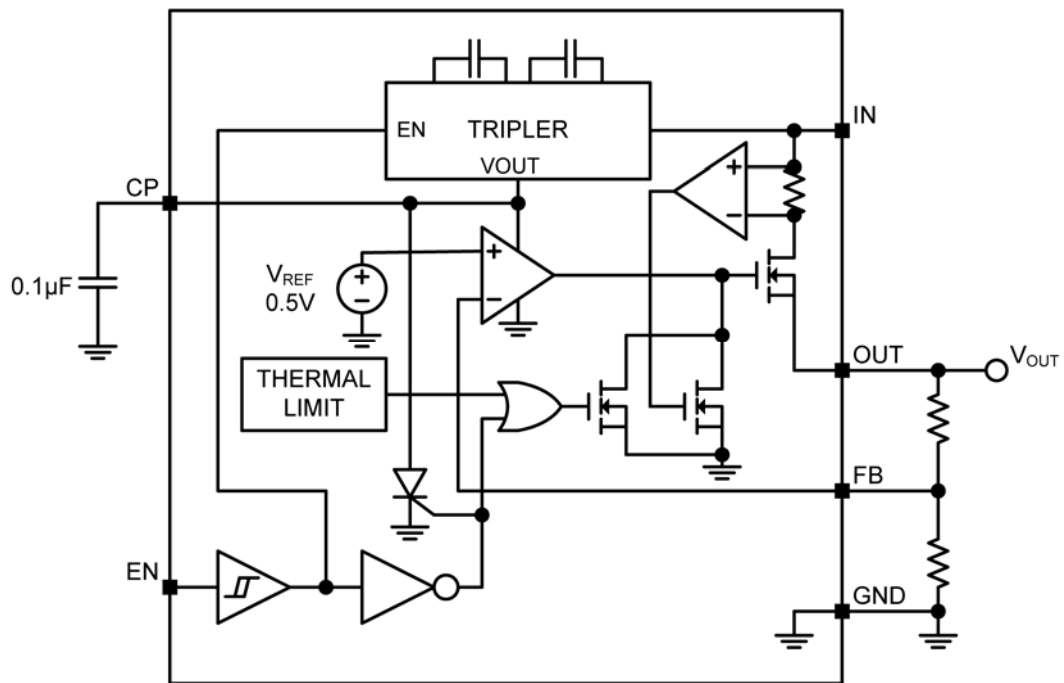 IN
EN
TRIPLER
VOUT
CP
+
−
+
−
VREF
0.5V
+
−
0.1µF
OUT
VOUT
THERMAL
LIMIT
FB
EN
GND